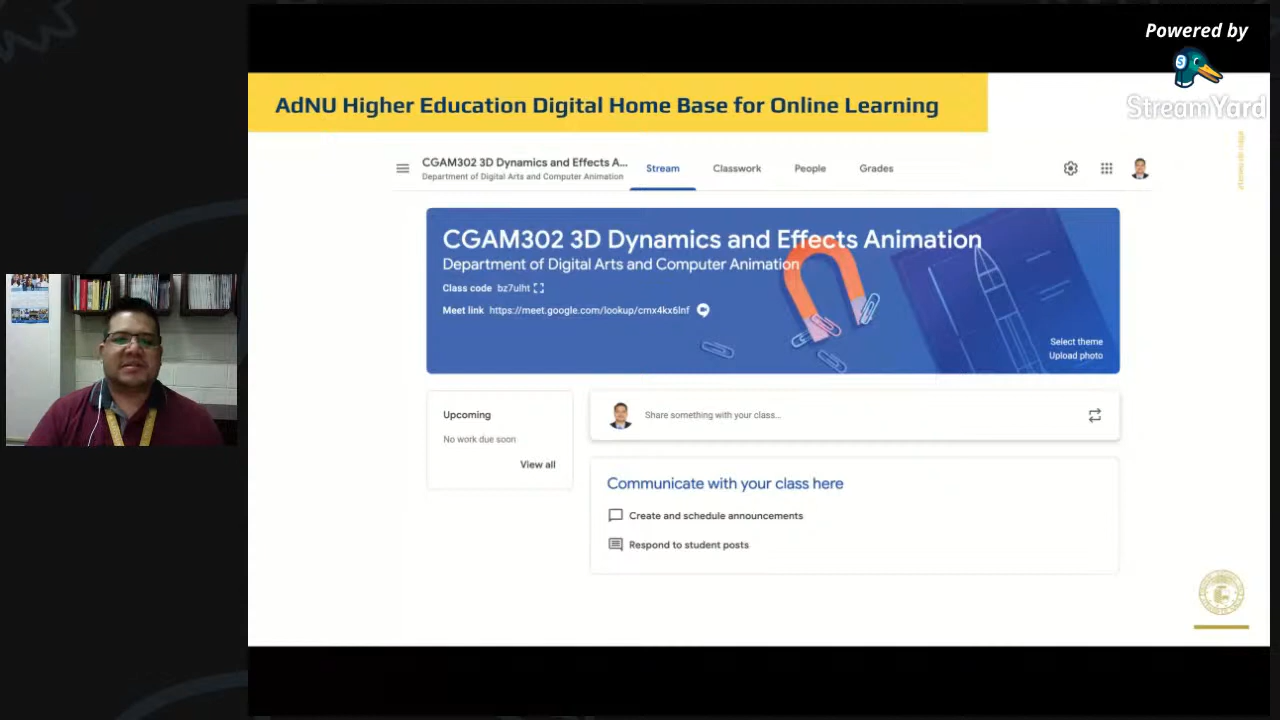 Powered by
StreamYard
AdNU Higher Education Digital Home Base for Online Learning
CGAM302 3D Dynamics and Effects A...
Department of Digital Arts and Computer Animation
Stream
Classwork
People
Grades
CGAM302 3D Dynamics and Effects Animation
Department of Digital Arts and Computer Animation
Class code bz7ulht
Meet link https://meet.google.com/lookup/cmx4kx6lnf
Select theme
Upload photo
Upcoming
No work due soon
View all
Share something with your class...
Communicate with your class here
Create and schedule announcements
Respond to student posts